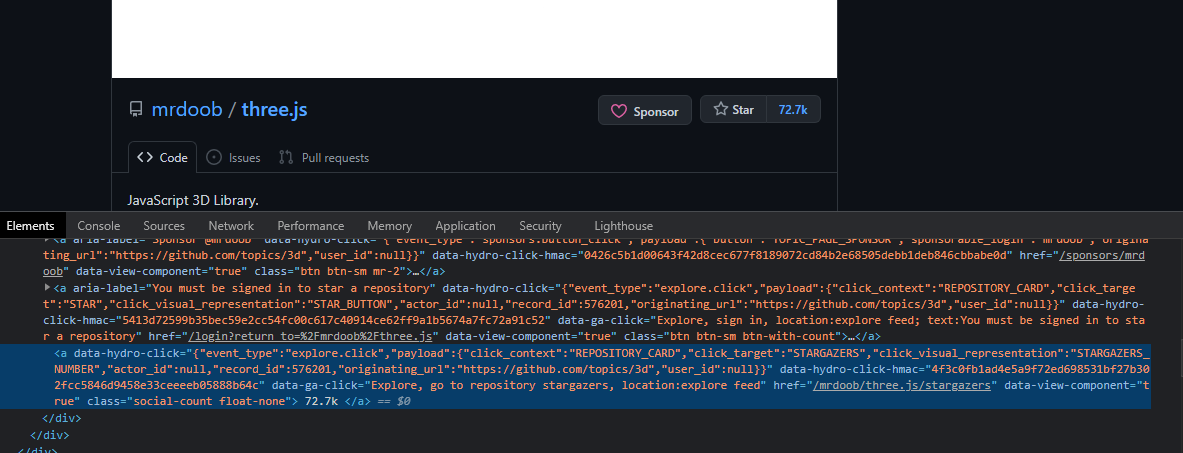 mrdoob / three.js
Sponsor
Star 72.7k
Code Issues Pull requests
JavaScript 3D Library.
Elements Console Sources Network Performance Memory Application Security Lighthouse
<a aria-label="Sponsor @mrdoob" data-hydro-click="{"event_type":"sponsors.button_click","payload":{"button":"TOPIC_PAGE_SPONSOR","sponsorable_login":"mrdoob","origina
ting_url":"https://github.com/topics/3d","user_id":null}}" data-hydro-click-hmac="0426c5b1d00643f42d8cec677f8189072cd84b2e68505debb1deb846cbbabe0d" href="/sponsors/mrd
oob" data-view-component="true" class="btn btn-sm mr-2">…</a>
<a aria-label="You must be signed in to star a repository" data-hydro-click="{"event_type":"explore.click","payload":{"click_context":"REPOSITORY_CARD","click_targe
t":"STAR","click_visual_representation":"STAR_BUTTON","actor_id":null,"record_id":576201,"originating_url":"https://github.com/topics/3d","user_id":null}}" data-hydro-
click-hmac="5413d72599b35bec59e2cc54fc00c617c40914ce62ff9a1b5674a7fc72a91c52" data-ga-click="Explore, sign in, location:explore feed; text:You must be signed in to star
a repository" href="/login?return_to=%2Fmrdoob%2Fthree.js" data-view-component="true" class="btn btn-sm btn-with-count">…</a>
<a data-hydro-click="{"event_type":"explore.click","payload":{"click_context":"REPOSITORY_CARD","click_target":"STARGAZERS","click_visual_representation":"STARGAZERS_
NUMBER","actor_id":null,"record_id":576201,"originating_url":"https://github.com/topics/3d","user_id":null}}" data-hydro-click-hmac="4f3c0fb1ad4e5a9f72ed698531bf27b30
2fcc5846d9458e33ceeeeb05888b64c" data-ga-click="Explore, go to repository stargazers, location:explore feed" href="/mrdoob/three.js/stargazers" data-view-component="t
rue" class="social-count float-none"> 72.7k </a> == $0
</div>
</div>
</div>